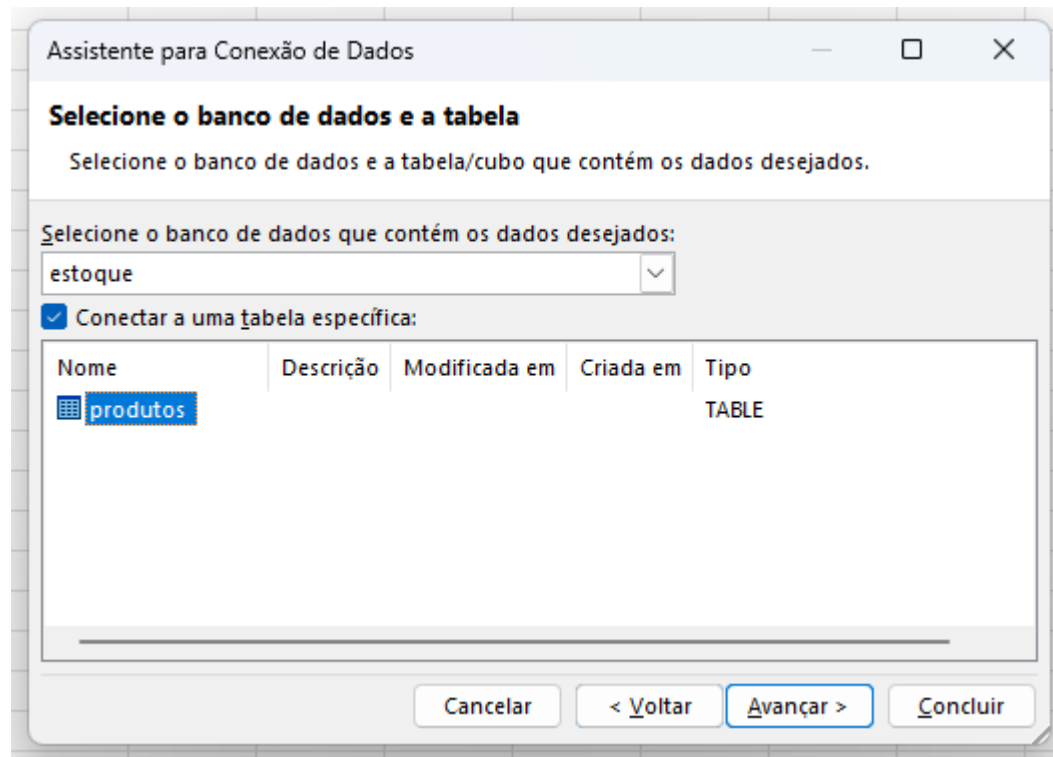 Assistente para Conexão de Dados
Selecione o banco de dados e a tabela
Selecione o banco de dados e a tabela/cubo que contém os dados desejados.
Selecione o banco de dados que contém os dados desejados:
estoque
Conectar a uma tabela específica:
Nome Descrição Modificada em Criada em Tipo
produtos TABLE
Cancelar < Voltar Avançar > Concluir